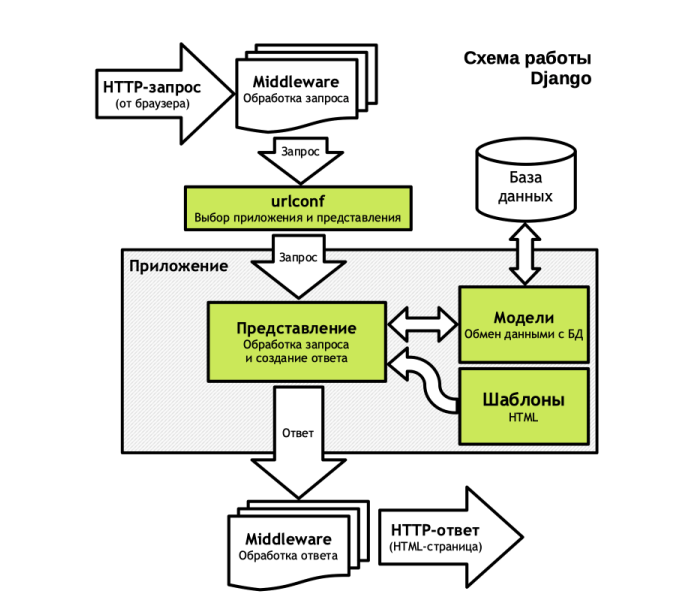 Схема работы
Django
HTTP-запрос
(от браузера)
Middleware
Обработка запроса
Запрос
urlconf
Выбор приложения и представления
База
данных
Приложение
Запрос
Представление
Обработка запроса
и создание ответа
Модели
Обмен данными с БД
Шаблоны
HTML
Ответ
Middleware
Обработка ответа
HTTP-ответ
(HTML-страница)